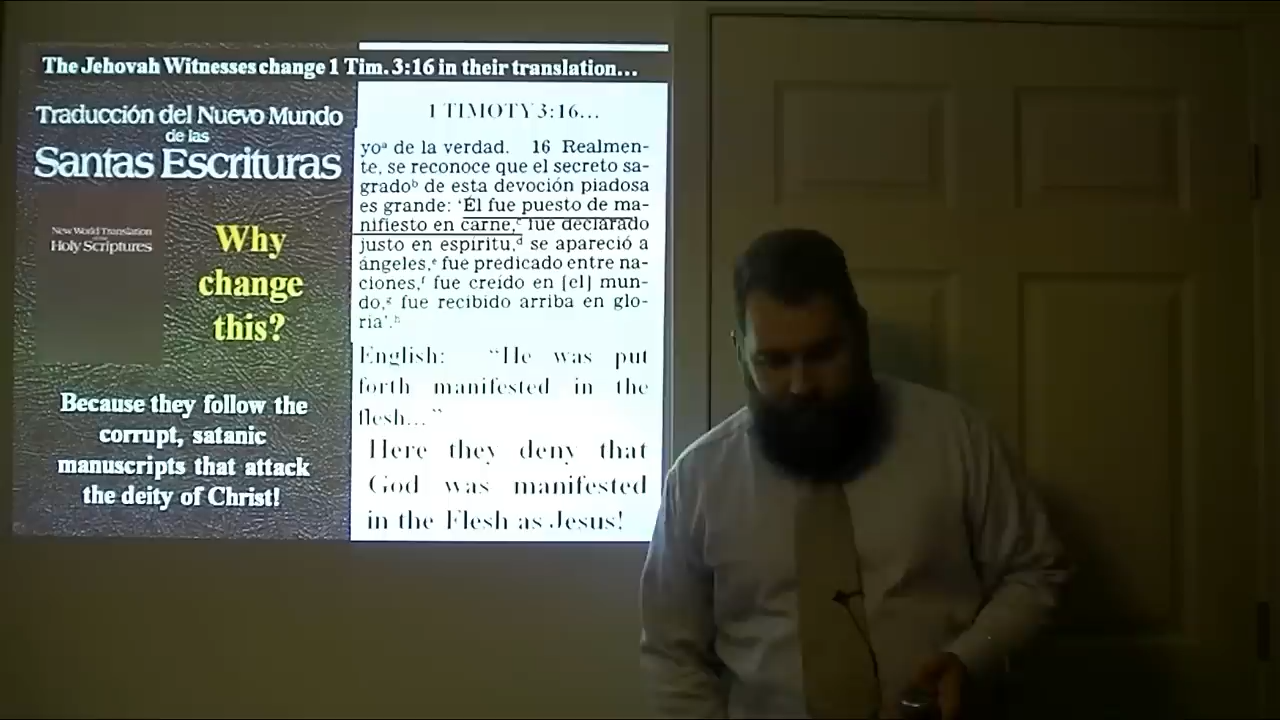 The Jehovah Witnesses change 1 Tim. 3:16 in their translation...
Traducción del Nuevo Mundo
de las
Santas Escrituras
New World Translation
Holy Scriptures
Why
change
this?
Because they follow the
corrupt, satanic
manuscripts that attack
the deity of Christ!
1 TIMOTY 3:16...
yoª de la verdad. 16 Realmen-
te, se reconoce que el secreto sa-
gradoᵇ de esta devoción piadosa
es grande: ‘Él fue puesto de ma-
nifiesto en carne,ᶜ fue declarado
justo en espíritu,ᵈ se apareció a
ángeles,ᵉ fue predicado entre na-
ciones,ᶠ fue creído en [el] mun-
do,ᵍ fue recibido arriba en glo-
ria’.ʰ
English: “He was put
forth manifested in the
flesh...”
Here they deny that
God was manifested
in the Flesh as Jesus!